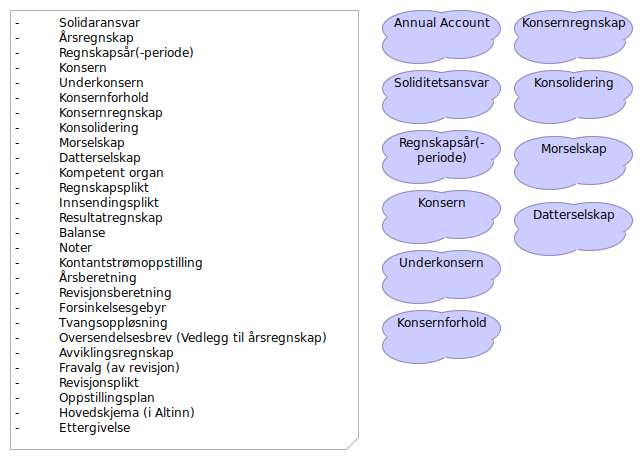 - Solidaransvar
- Årsregnskap
- Regnskapsår(-periode)
- Konsern
- Underkonsern
- Konsernforhold
- Konsernregnskap
- Konsolidering
- Morselskap
- Datterselskap
- Kompetent organ
- Regnskapsplikt
- Innsendingsplikt
- Resultatregnskap
- Balanse
- Noter
- Kontantstrømoppstilling
- Årsberetning
- Revisjonsberetning
- Forsinkelsesgebyr
- Tvangsoppløsning
- Oversendelsesbrev (Vedlegg til årsregnskap)
- Avviklingsregnskap
- Fravalg (av revisjon)
- Revisjonsplikt
- Oppstillingsplan
- Hovedskjema (i Altinn)
- Ettergivelse
Annual Account
Soliditetsansvar
Regnskapsår(-
periode)
Konsern
Underkonsern
Konsernforhold
Konsernregnskap
Konsolidering
Morselskap
Datterselskap